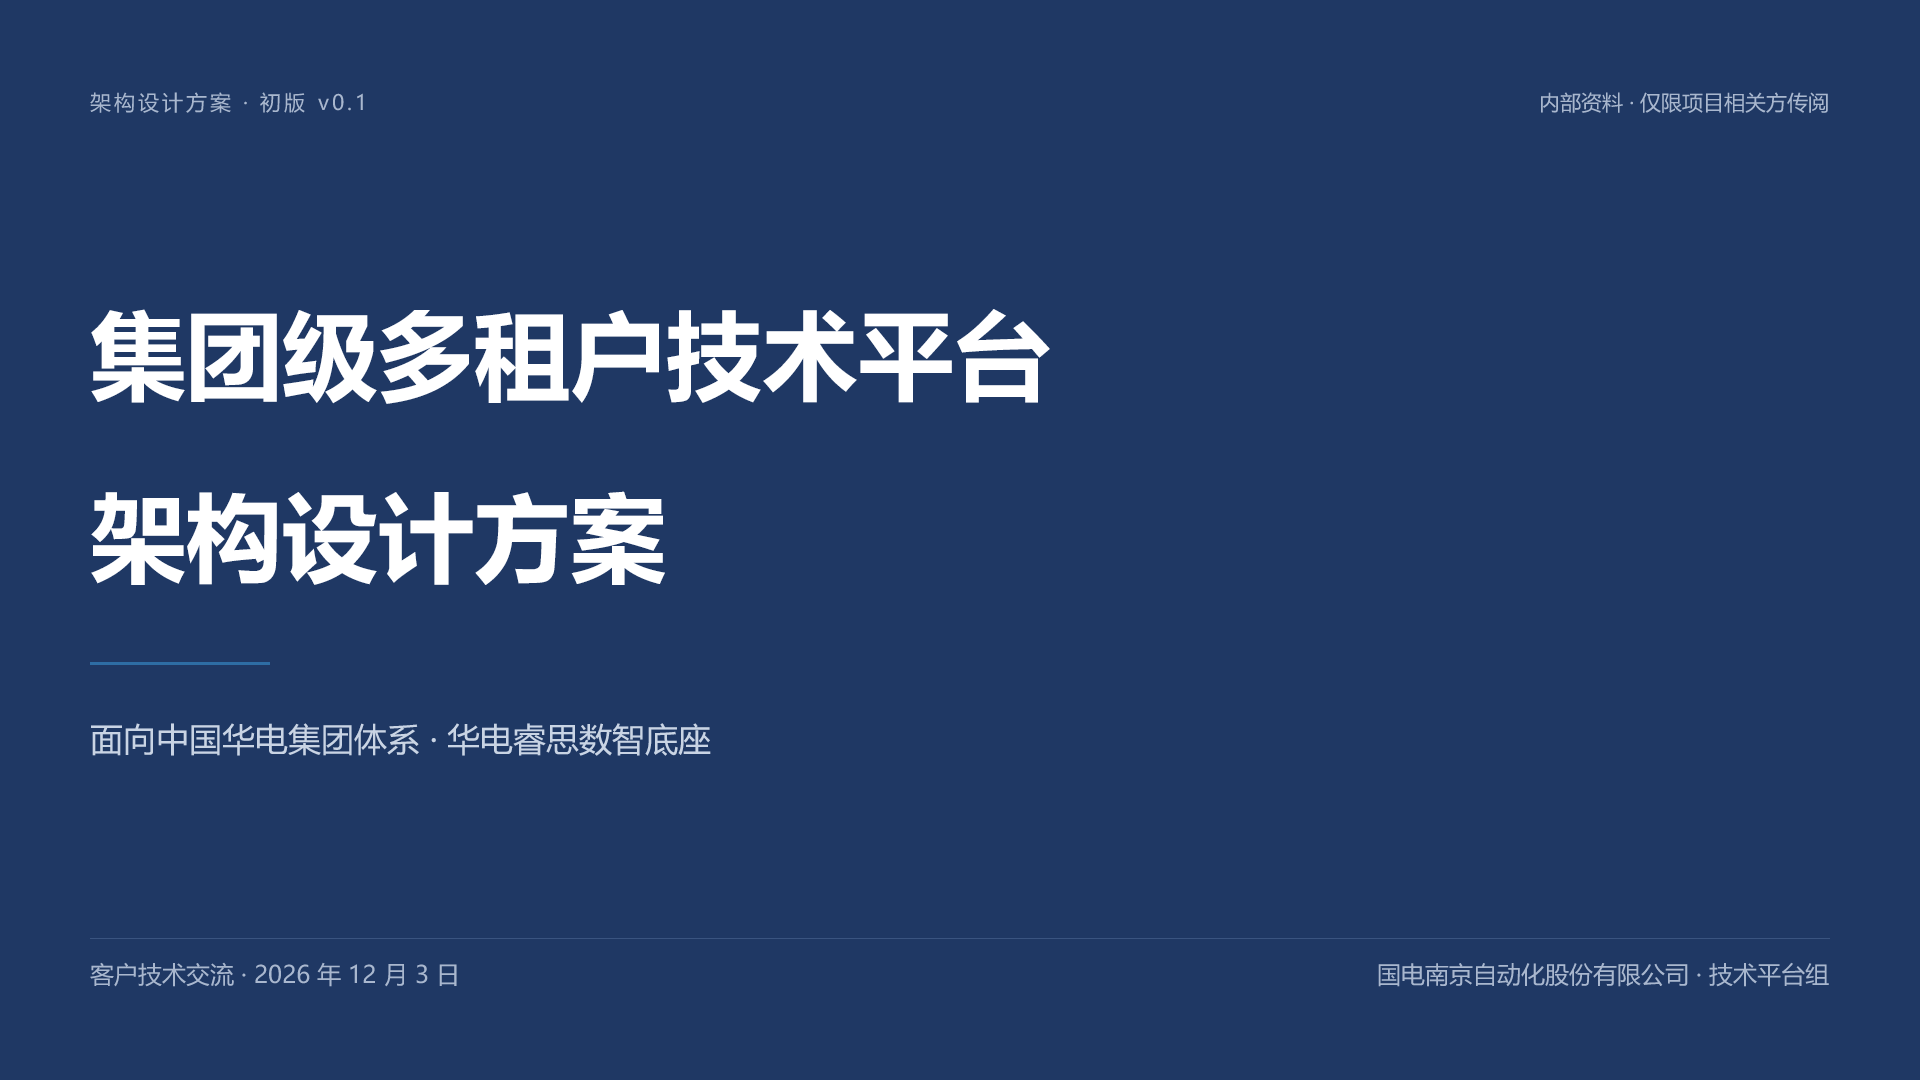 架构设计方案 · 初版 v0.1
内部资料 · 仅限项目相关方传阅
集团级多租户技术平台
架构设计方案
面向中国华电集团体系 · 华电睿思数智底座
客户技术交流 · 2026 年 12 月 3 日
国电南京自动化股份有限公司 · 技术平台组